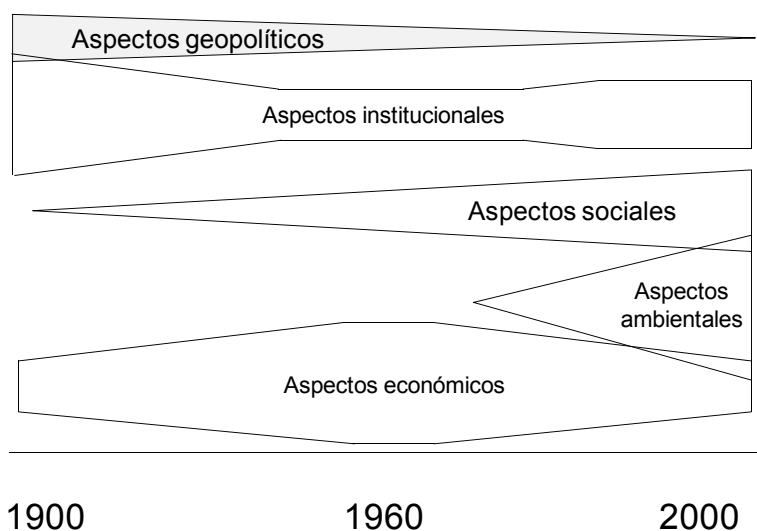 Aspectos geopolíticos
Aspectos institucionales
Aspectos sociales
Aspectos
ambientales
Aspectos económicos
1900 1960 2000